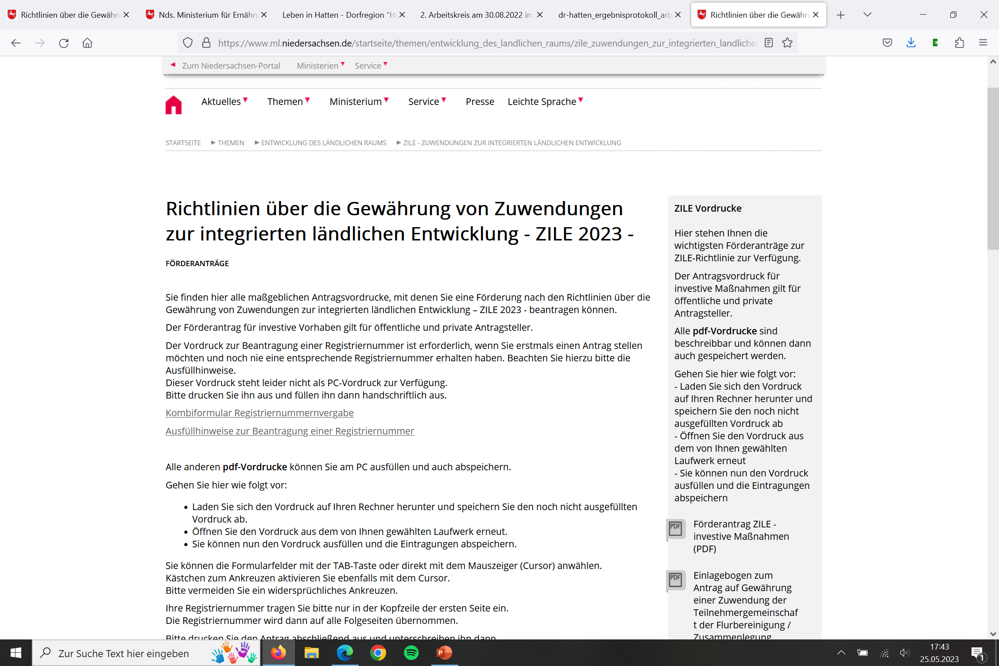 Richtlinien über die Gewähru
Nds. Ministerium für Ernähru
Leben in Hatten - Dorfregion "Ha
2. Arbeitskreis am 30.08.2022 in
dr-hatten_ergebnisprotokoll_arb
Richtlinien über die Gewähru
https://www.ml.niedersachsen.de/startseite/themen/entwicklung_des_landlichen_raums/zile_zuwendungen_zur_integrierten_landlichen
Zum Niedersachsen-Portal Ministerien Service
Aktuelles Themen Ministerium Service Presse Leichte Sprache
STARTSEITE THEMEN ENTWICKLUNG DES LÄNDLICHEN RAUMS ZILE - ZUWENDUNGEN ZUR INTEGRIERTEN LÄNDLICHEN ENTWICKLUNG
Richtlinien über die Gewährung von Zuwendungen
zur integrierten ländlichen Entwicklung - ZILE 2023 -
FÖRDERANTRÄGE
Sie finden hier alle maßgeblichen Antragsvordrucke, mit denen Sie eine Förderung nach den Richtlinien über die
Gewährung von Zuwendungen zur integrierten ländlichen Entwicklung – ZILE 2023 - beantragen können.
Der Förderantrag für investive Vorhaben gilt für öffentliche und private Antragsteller.
Der Vordruck zur Beantragung einer Registriernummer ist erforderlich, wenn Sie erstmals einen Antrag stellen
möchten und noch nie eine entsprechende Registriernummer erhalten haben. Beachten Sie hierzu bitte die
Ausfüllhinweise.
Dieser Vordruck steht leider nicht als PC-Vordruck zur Verfügung.
Bitte drucken Sie ihn aus und füllen ihn dann handschriftlich aus.
Kombiformular Registriernummernvergabe
Ausfüllhinweise zur Beantragung einer Registriernummer
Alle anderen pdf-Vordrucke können Sie am PC ausfüllen und auch abspeichern.
Gehen Sie hier wie folgt vor:
• Laden Sie sich den Vordruck auf Ihren Rechner herunter und speichern Sie den noch nicht ausgefüllten
Vordruck ab.
• Öffnen Sie den Vordruck aus dem von Ihnen gewählten Laufwerk erneut.
• Sie können nun den Vordruck ausfüllen und die Eintragungen abspeichern.
Sie können die Formularfelder mit der TAB-Taste oder direkt mit dem Mauszeiger (Cursor) anwählen.
Kästchen zum Ankreuzen aktivieren Sie ebenfalls mit dem Cursor.
Bitte vermeiden Sie ein widersprüchliches Ankreuzen.
Ihre Registriernummer tragen Sie bitte nur in der Kopfzeile der ersten Seite ein.
Die Registriernummer wird dann auf alle Folgeseiten übernommen.
Bitte drucken Sie den Antrag abschließend aus und unterschreiben ihn dann
ZILE Vordrucke
Hier stehen Ihnen die
wichtigsten Förderanträge zur
ZILE-Richtlinie zur Verfügung.
Der Antragsvordruck für
investive Maßnahmen gilt für
öffentliche und private
Antragsteller.
Alle pdf-Vordrucke sind
beschreibbar und können dann
auch gespeichert werden.
Gehen Sie hier wie folgt vor:
- Laden Sie sich den Vordruck
auf Ihren Rechner herunter und
speichern Sie den noch nicht
ausgefüllten Vordruck ab
- Öffnen Sie den Vordruck aus
dem von Ihnen gewählten
Laufwerk erneut
- Sie können nun den Vordruck
ausfüllen und die Eintragungen
abspeichern
PDF
Förderantrag ZILE -
investive Maßnahmen
(PDF)
PDF
Einlagebogen zum
Antrag auf Gewährung
einer Zuwendung der
Teilnehmergemeinschaf
t der Flurbereinigung /
Zusammenlegung
Zur Suche Text hier eingeben
17:43
25.05.2023
1